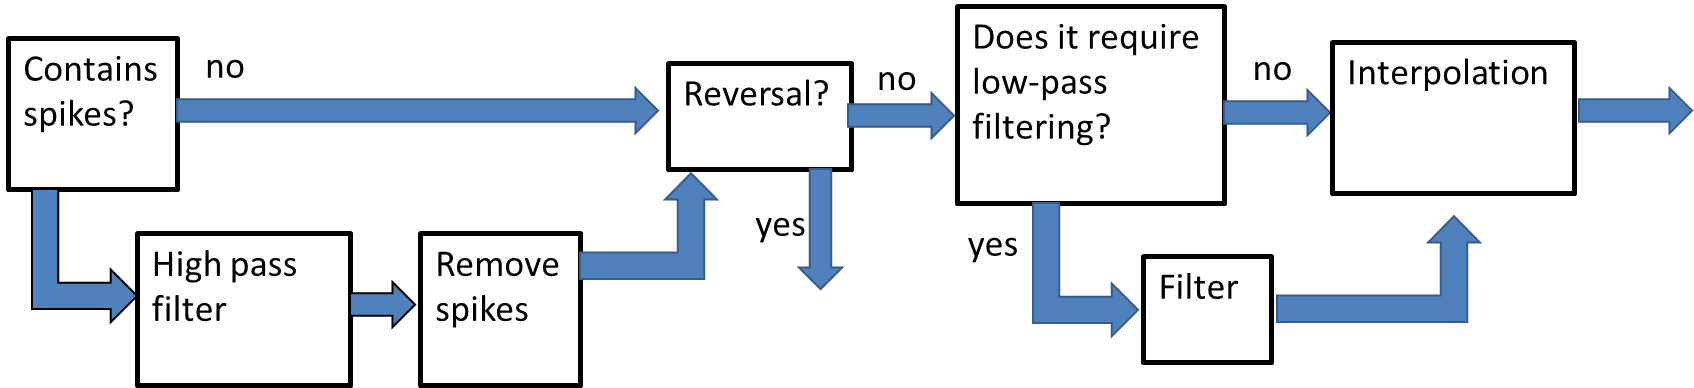 Contains
spikes?
no
High pass
filter
Remove
spikes
Reversal?
yes
no
Does it require
low-pass
filtering?
yes
no
Filter
Interpolation